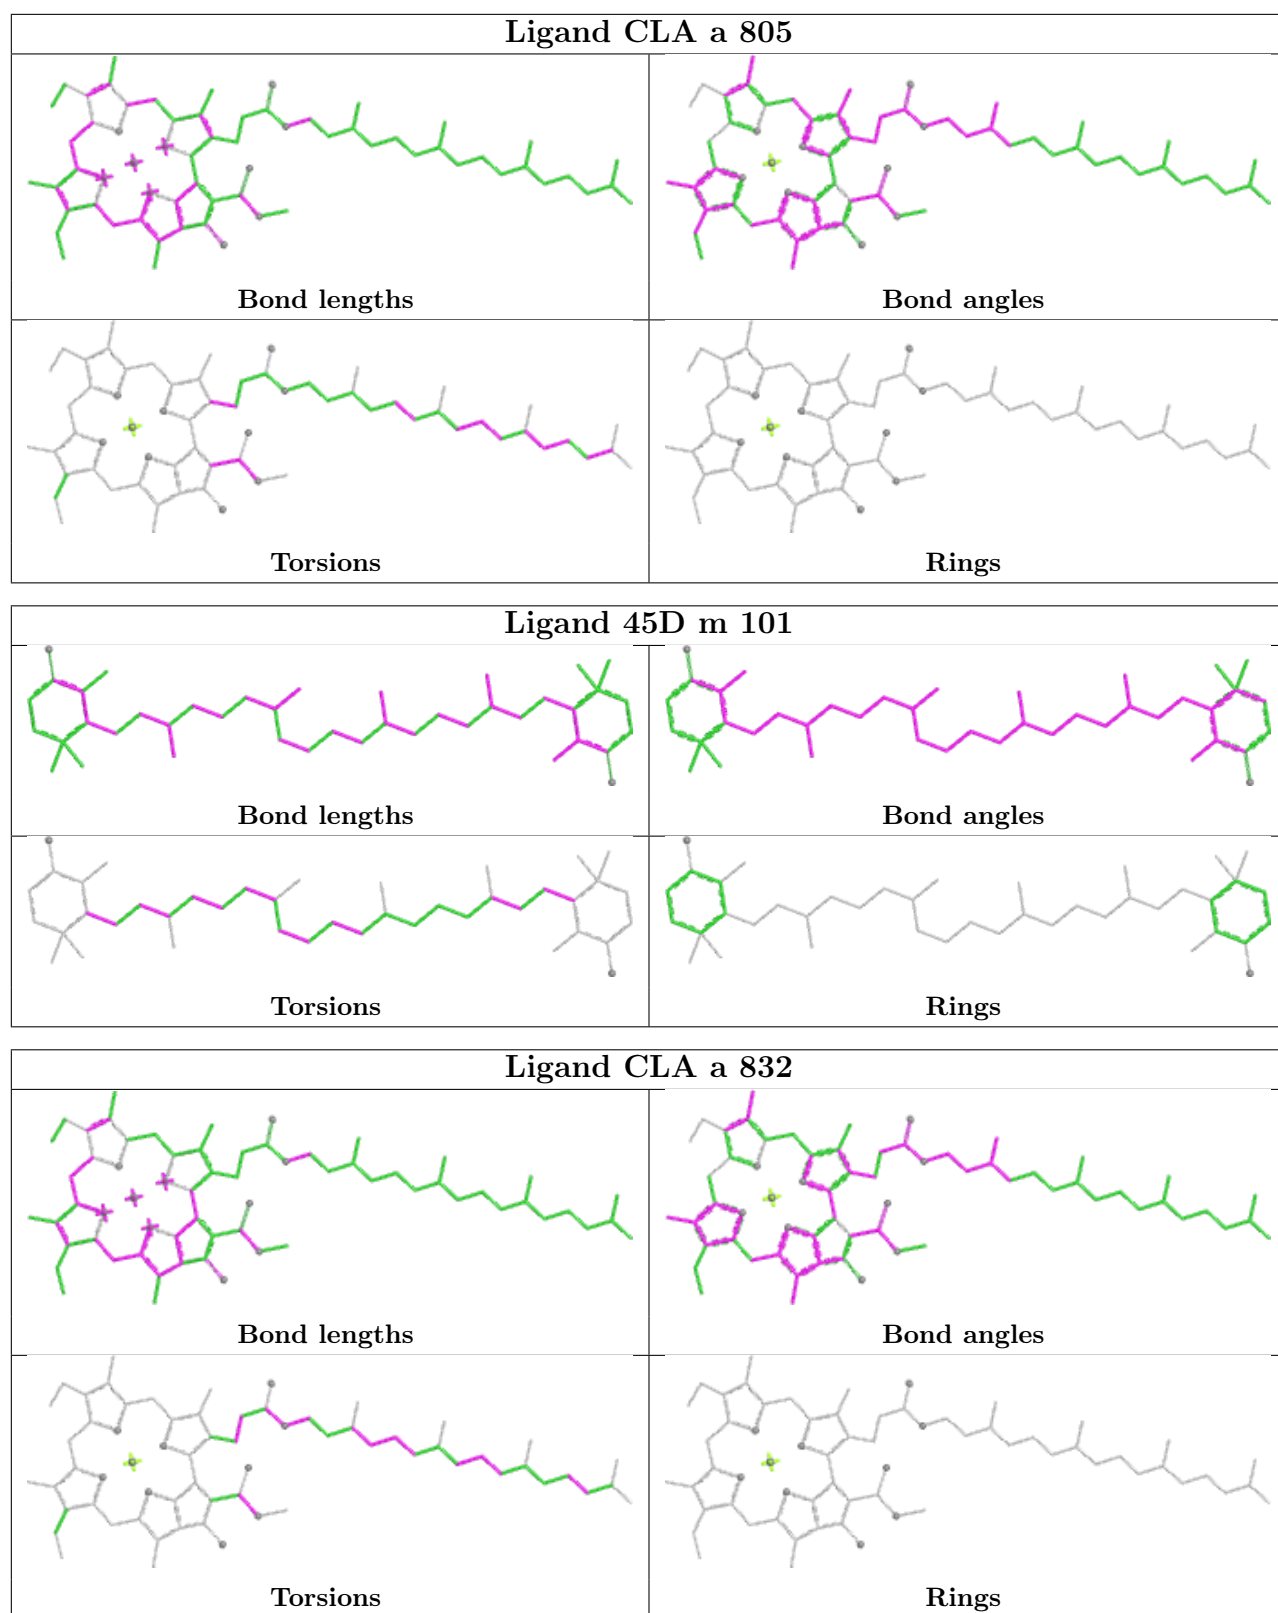 Ligand CLA a 805
Bond lengths
Bond angles
Torsions
Rings
Ligand 45D m 101
Bond lengths
Bond angles
Torsions
Rings
Ligand CLA a 832
Bond lengths
Bond angles
Torsions
Rings